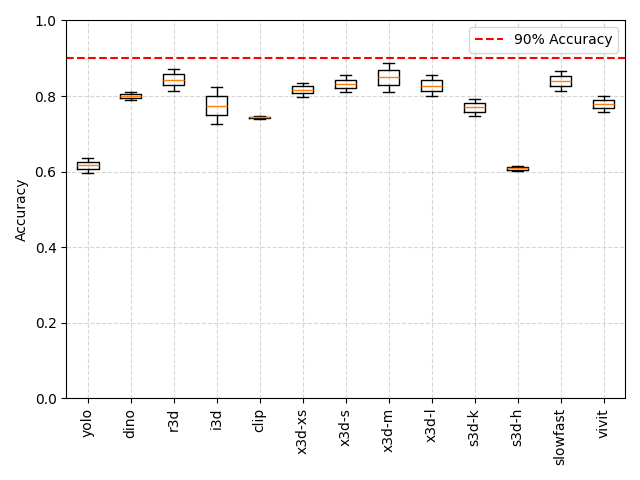 1.0
90% Accuracy
0.8
0.6
0.4
0.2
0.0
Accuracy
yolo
dino
r3d
i3d
clip
x3d-xs
x3d-s
x3d-m
x3d-l
s3d-k
s3d-h
slowfast
vivit